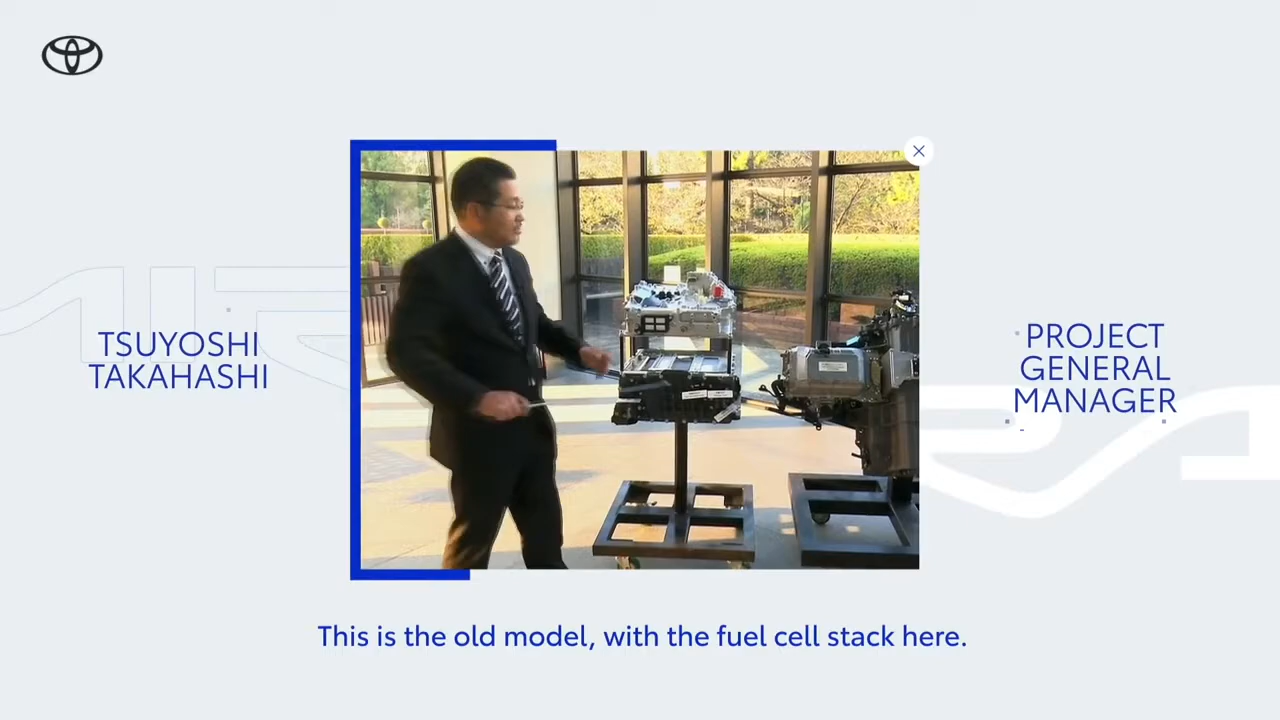 TSUYOSHI
TAKAHASHI
PROJECT
GENERAL
MANAGER
This is the old model, with the fuel cell stack here.